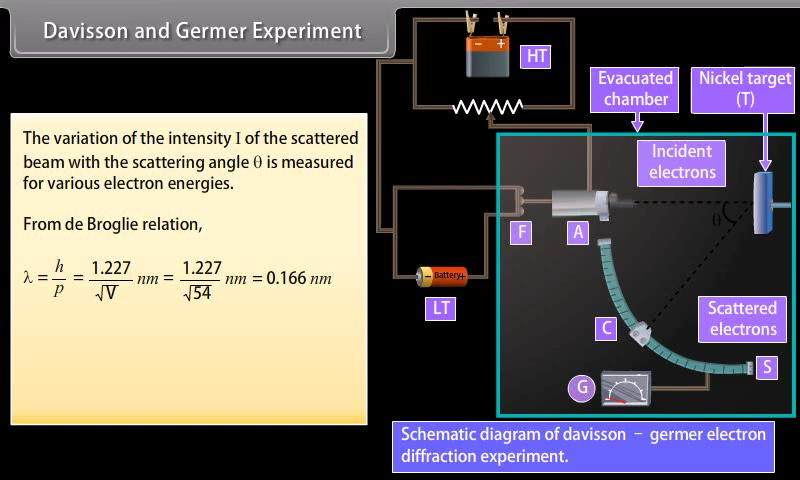 Davisson and Germer Experiment
The variation of the intensity I of the scattered
beam with the scattering angle θ is measured
for various electron energies.
From de Broglie relation,
λ = h/p = 1.227/√V nm = 1.227/√54 nm = 0.166 nm
− +
HT
Evacuated
chamber
Nickel target
(T)
Incident
electrons
θ
F
A
− Battery +
LT
C
Scattered
electrons
S
G
Schematic diagram of davisson − germer electron
diffraction experiment.